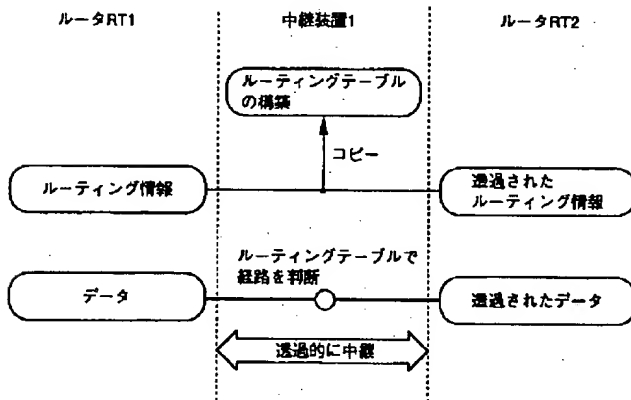 ルータRT1
中継装置1
ルータRT2
ルーティングテーブル
の構築
コピー
ルーティング情報
透過された
ルーティング情報
ルーティングテーブルで
経路を判断
データ
透過されたデータ
透過的に中継